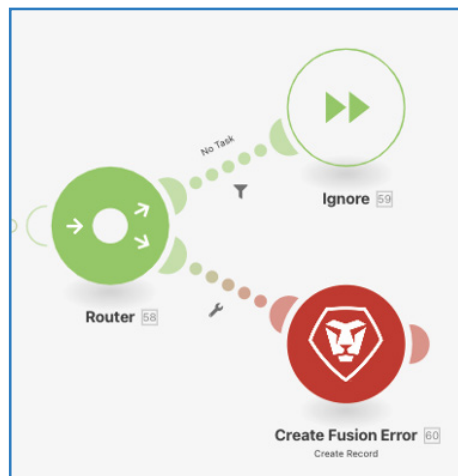 No Task
Ignore 59
Router 58
Create Fusion Error 60
Create Record